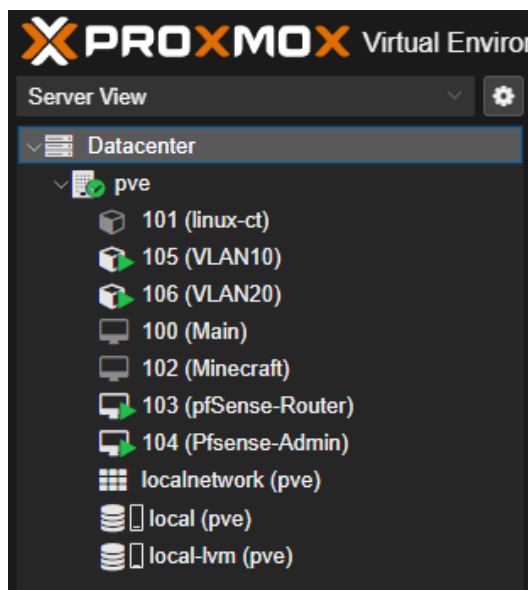 PROXMOX Virtual Enviro
Server View
Datacenter
pve
101 (linux-ct)
105 (VLAN10)
106 (VLAN20)
100 (Main)
102 (Minecraft)
103 (pfSense-Router)
104 (Pfsense-Admin)
localnetwork (pve)
local (pve)
local-lvm (pve)